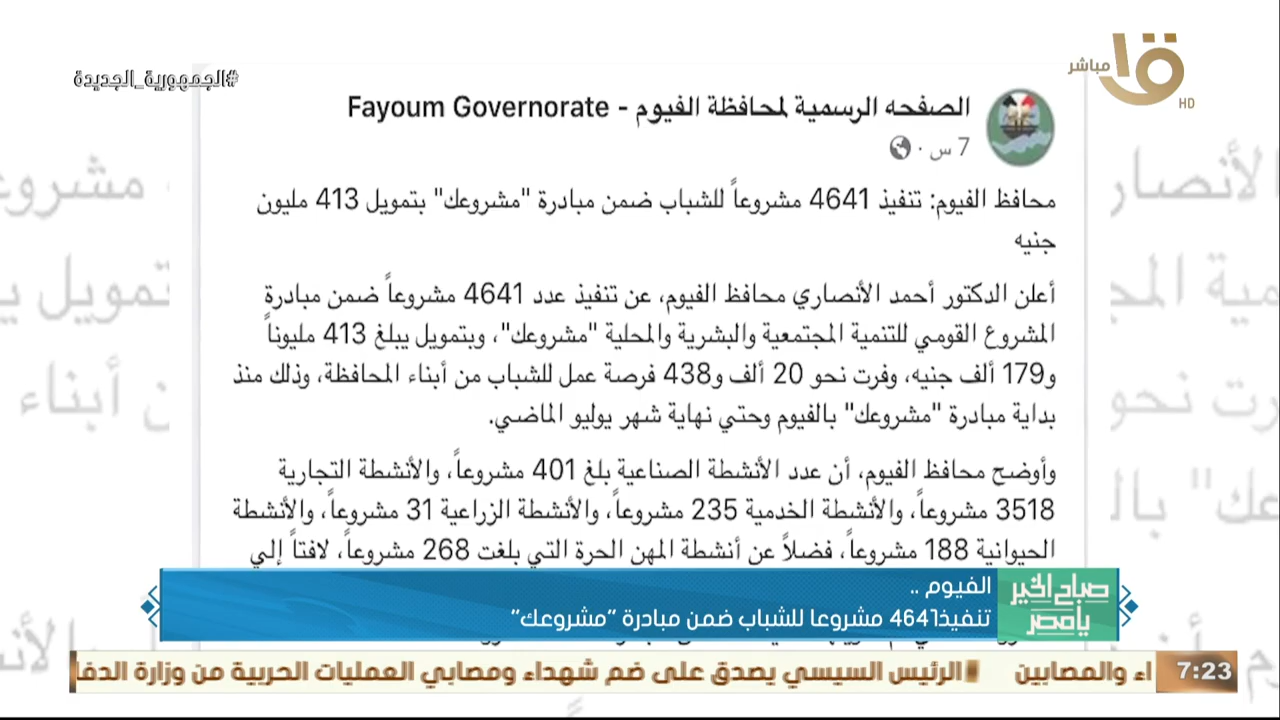 #الجمهورية_الجديدة
مباشر
HD
الصفحه الرسمية لمحافظة الفيوم - Fayoum Governorate
7 س ·
محافظ الفيوم: تنفيذ 4641 مشروعاً للشباب ضمن مبادرة "مشروعك" بتمويل 413 مليون
جنيه
أعلن الدكتور أحمد الأنصاري محافظ الفيوم، عن تنفيذ عدد 4641 مشروعاً ضمن مبادرة
المشروع القومي للتنمية المجتمعية والبشرية والمحلية "مشروعك"، وبتمويل يبلغ 413 مليوناً
و179 ألف جنيه، وفرت نحو 20 ألف و438 فرصة عمل للشباب من أبناء المحافظة، وذلك منذ
بداية مبادرة "مشروعك" بالفيوم وحتي نهاية شهر يوليو الماضي.
وأوضح محافظ الفيوم، أن عدد الأنشطة الصناعية بلغ 401 مشروعاً، والأنشطة التجارية
3518 مشروعاً، والأنشطة الخدمية 235 مشروعاً، والأنشطة الزراعية 31 مشروعاً، والأنشطة
الحيوانية 188 مشروعاً، فضلاً عن أنشطة المهن الحرة التي بلغت 268 مشروعاً، لافتاً إلي
صباح الخير
يا مصر
الفيوم ..
تنفيذ4641 مشروعا للشباب ضمن مبادرة "مشروعك"
7:23
اء والمصابين الرئيس السيسي يصدق على ضم شهداء ومصابي العمليات الحربية من وزارة الدفا